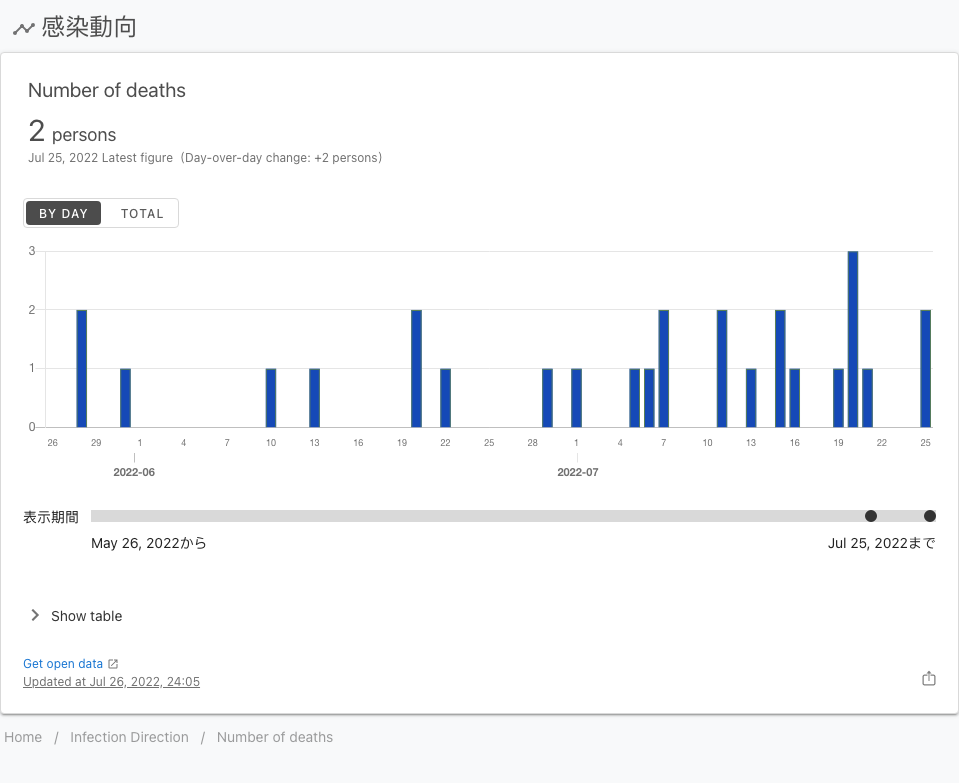 感染動向
Number of deaths
2 persons
Jul 25, 2022 Latest figure (Day-over-day change: +2 persons)
BY DAY TOTAL
3
2
1
0
26 29 1 4 7 10 13 16 19 22 25 28 1 4 7 10 13 16 19 22 25
2022-06 2022-07
表示期間
May 26, 2022から Jul 25, 2022まで
Show table
Get open data
Updated at Jul 26, 2022, 24:05
Home / Infection Direction / Number of deaths